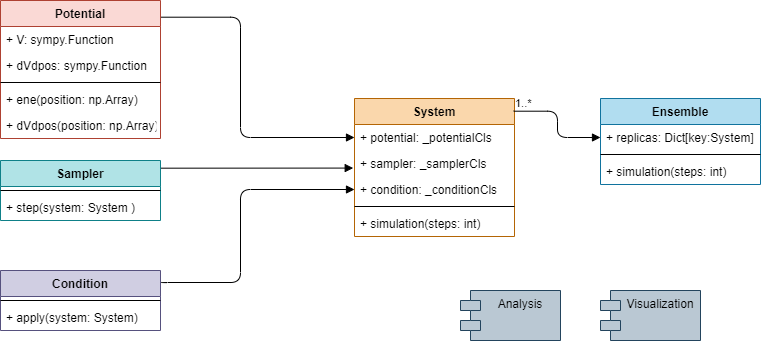 Potential
+ V: sympy.Function
+ dVdpos: sympy.Function
+ ene(position: np.Array)
+ dVdpos(position: np.Array)
Sampler
+ step(system: System )
Condition
+ apply(system: System)
System
+ potential: _potentialCls
+ sampler: _samplerCls
+ condition: _conditionCls
+ simulation(steps: int)
1..*
Ensemble
+ replicas: Dict[key:System]
+ simulation(steps: int)
Analysis
Visualization